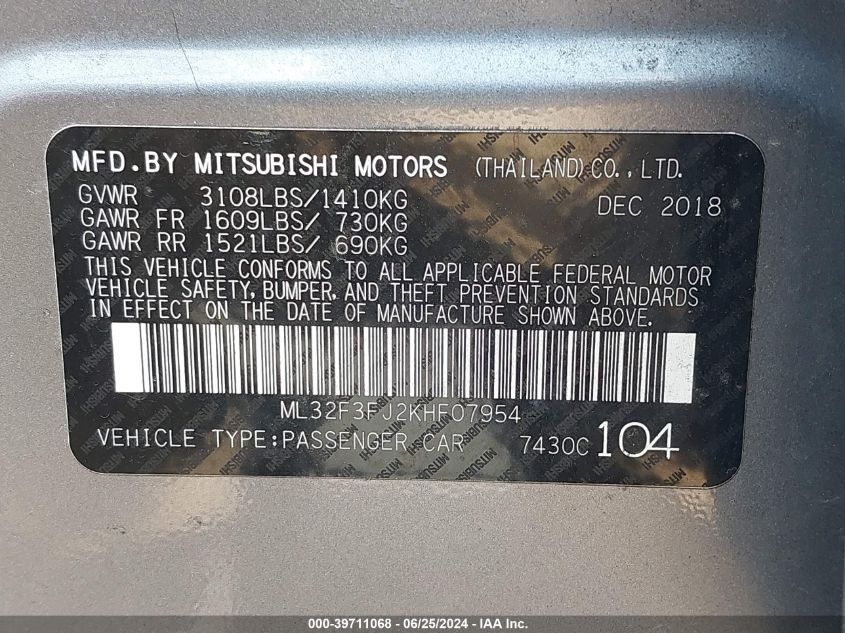 MFD.BY MITSUBISHI MOTORS (THAILAND)CO.,LTD.
GVWR 3108LBS/1410KG DEC 2018
GAWR FR 1609LBS/ 730KG
GAWR RR 1521LBS/ 690KG
THIS VEHICLE CONFORMS TO ALL APPLICABLE FEDERAL MOTOR
VEHICLE SAFETY, BUMPER, AND THEFT PREVENTION STANDARDS
IN EFFECT ON THE DATE OF MANUFACTURE SHOWN ABOVE.
ML32F3FJ2KHF07954
VEHICLE TYPE:PASSENGER CAR 7430C 104
000-39711068 / 06/25/2024 / IAA Inc.